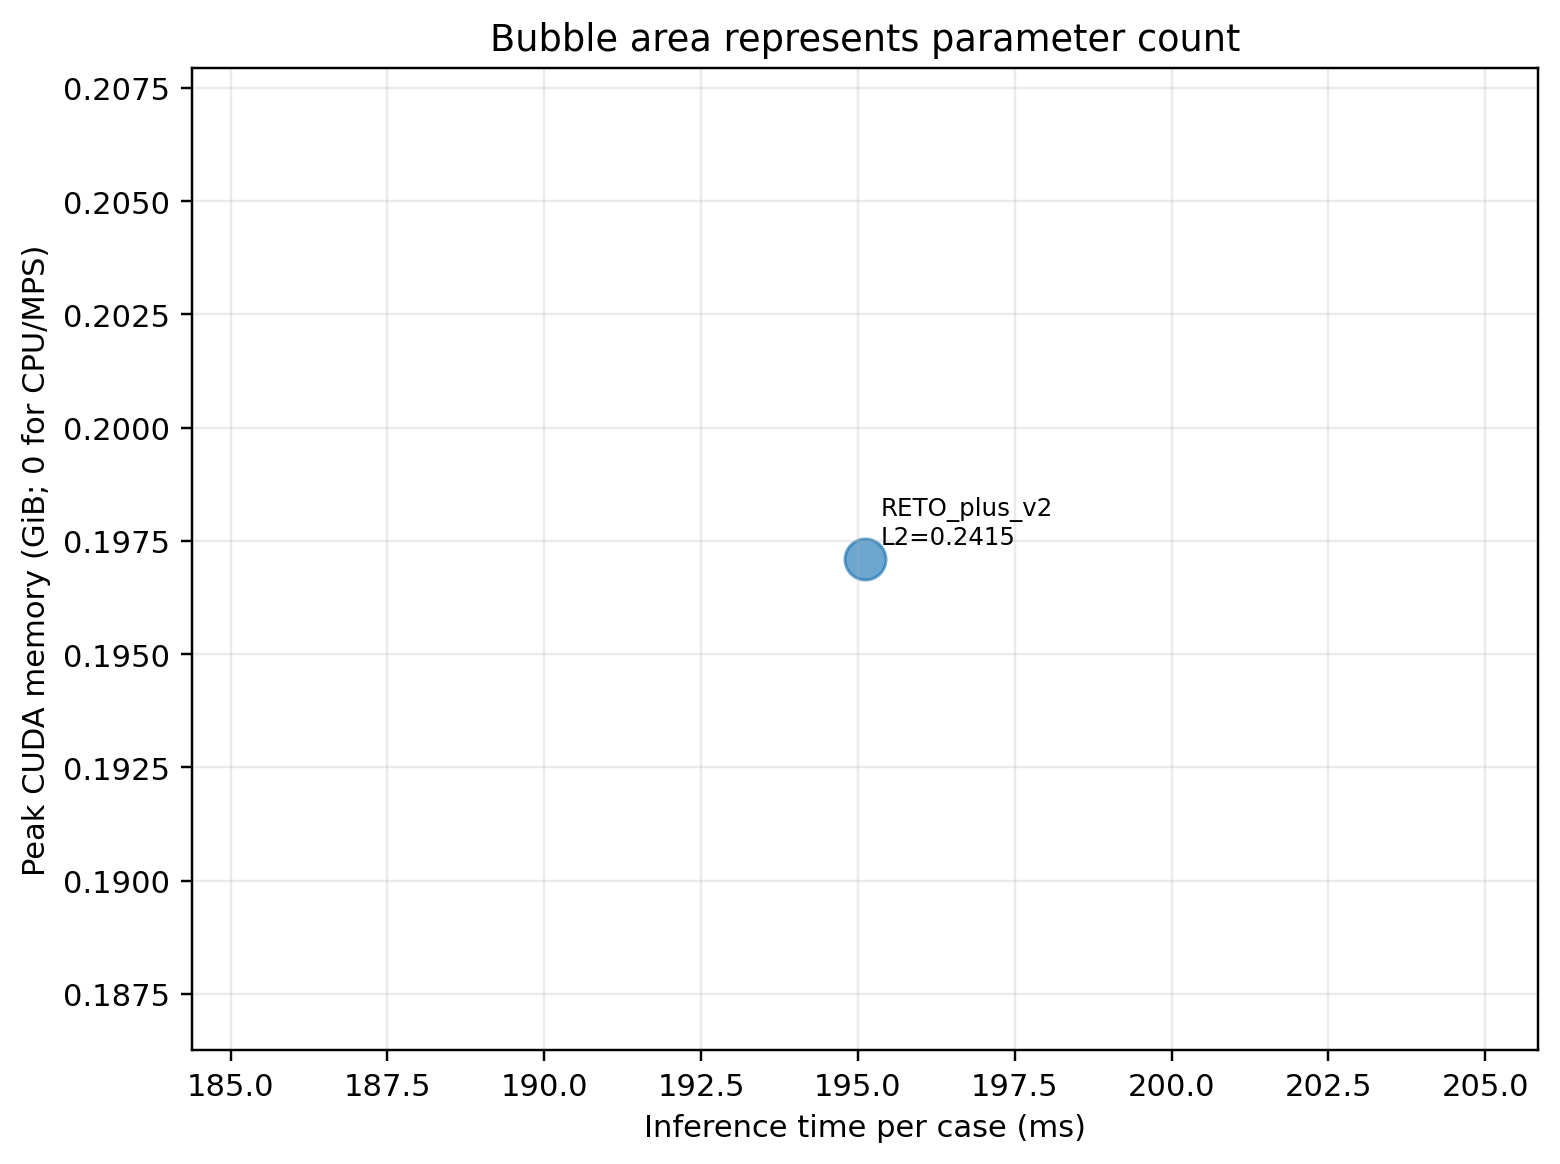 Bubble area represents parameter count
Peak CUDA memory (GiB; 0 for CPU/MPS)
0.2075
0.2050
0.2025
0.2000
0.1975
0.1950
0.1925
0.1900
0.1875
RETO_plus_v2
L2=0.2415
185.0 187.5 190.0 192.5 195.0 197.5 200.0 202.5 205.0
Inference time per case (ms)